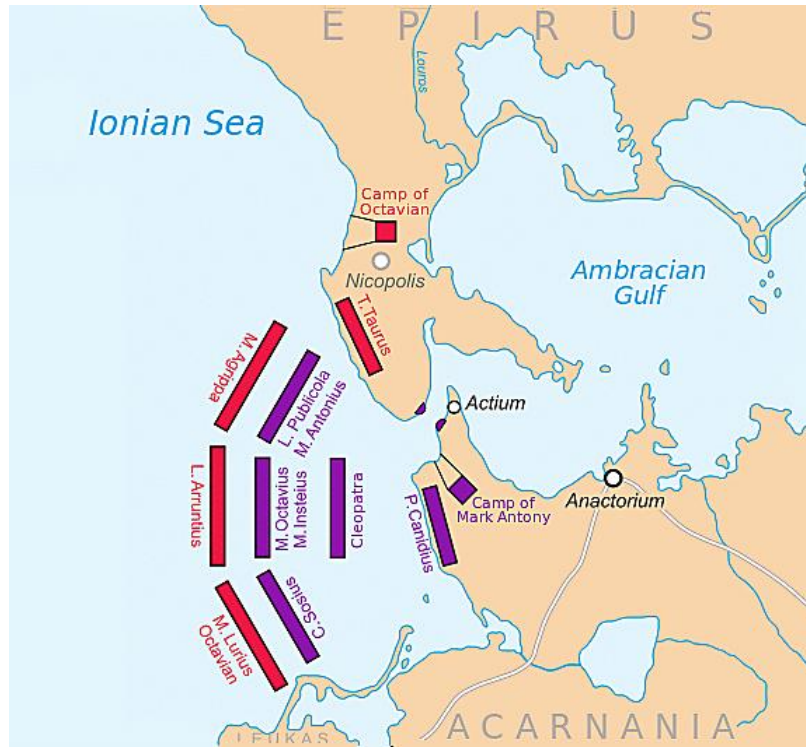 EPIRUS
Louros
Ionian Sea
Camp of
Octavian
Ambracian
Gulf
Nicopolis
T.Taurus
M. Agrippa
L. Publicola
M. Antonius
Actium
L. Arruntius
M. Octavius
M. Insteius
Cleopatra
P. Canidius
Camp of
Mark Antony
Anactorium
C. Sosius
M. Lurius
Octavian
LEUKAS
ACARNANIA